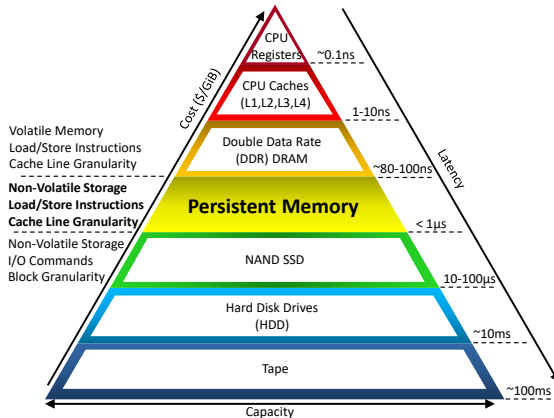 CPU
Registers
~0.1ns
Cost ($/GiB)
CPU Caches
(L1,L2,L3,L4)
1-10ns
Latency
Volatile Memory
Load/Store Instructions
Cache Line Granularity
Double Data Rate
(DDR) DRAM
~80-100ns
Non-Volatile Storage
Load/Store Instructions
Cache Line Granularity
Persistent Memory
< 1µs
Non-Volatile Storage
I/O Commands
Block Granularity
NAND SSD
10-100µs
Hard Disk Drives
(HDD)
~10ms
Tape
~100ms
Capacity